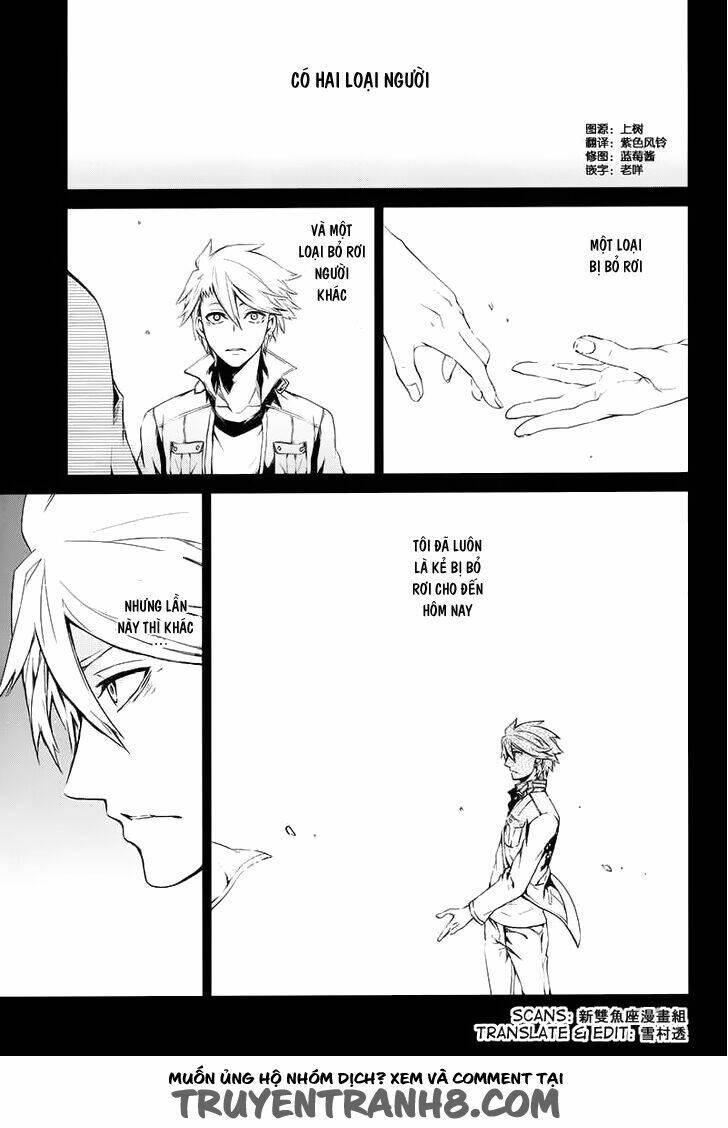 CÓ HAI LOẠI NGƯỜI
图源：上树
翻译：紫色风铃
修图：蓝莓酱
嵌字：老咩
MỘT LOẠI
BỊ BỎ RƠI
VÀ MỘT
LOẠI BỎ RƠI
NGƯỜI
KHÁC
TÔI ĐÃ LUÔN
LÀ KẺ BỊ BỎ
RƠI CHO ĐẾN
HÔM NAY
NHƯNG LẦN
NÀY THÌ KHÁC
....
SCANS: 新雙魚座漫畫組
TRANSLATE & EDIT: 雪村透
MUỐN ỦNG HỘ NHÓM DỊCH? XEM VÀ COMMENT TẠI
TRUYENTRANH8.COM